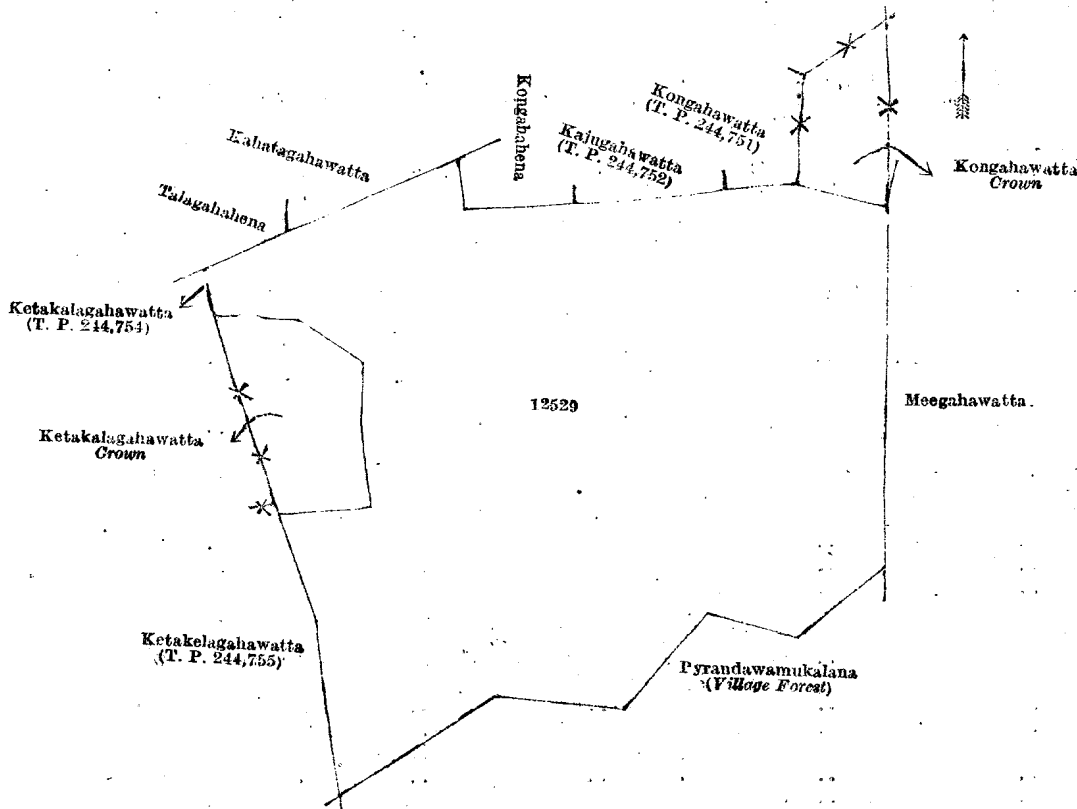 Kongahahena
Kongahawatta
(T. P. 244,751)
Kajugahawatta
(T. P. 244,752)
Kahatagahawatta
Talagahahena
Kongahawatta
Crown
Ketakalagahawatta
(T. P. 244,754)
12529
Meegahawatta.
Ketakalagahawatta
Crown
Ketakelagahawatta
(T. P. 244,755)
Pyrandawamukalana
(Village Forest)